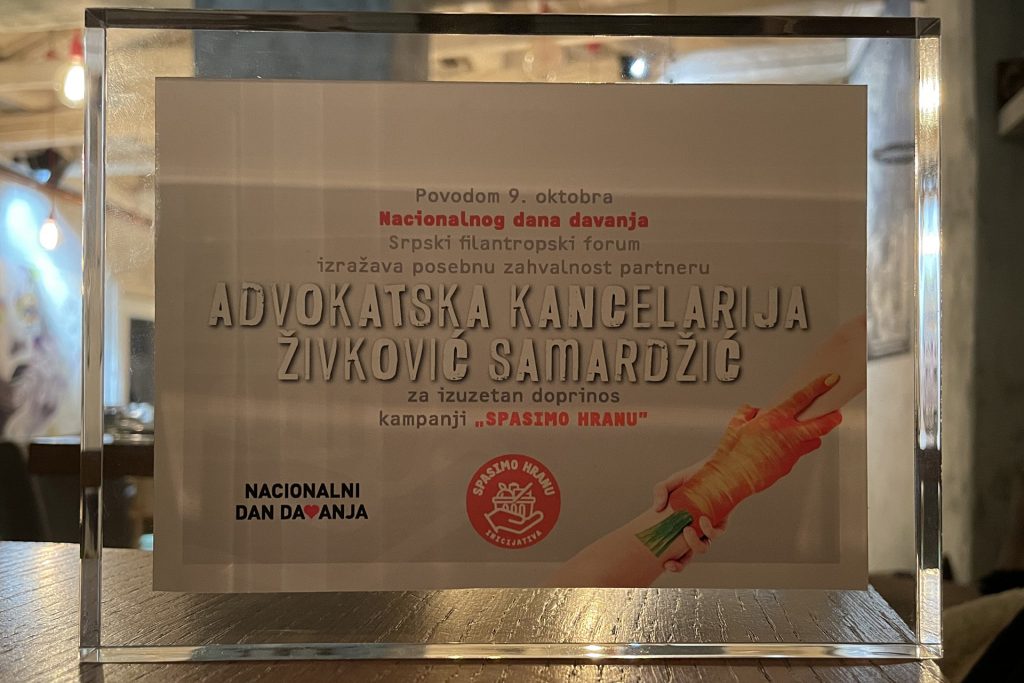 Povodom 9. oktobra
Nacionalnog dana davanja
Srpski filantropski forum
izražava posebnu zahvalnost partneru
ADVOKATSKA KANCELARIJA
ŽIVKOVIĆ SAMARDŽIĆ
za izuzetan doprinos
kampanji „SPASIMO HRANU”
NACIONALNI
DAN DAVANJA
SPASIMO HRANU
INICIJATIVA